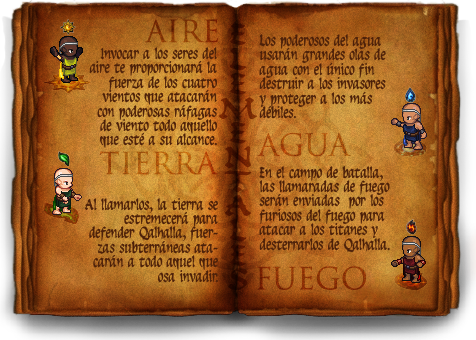 AIRE
Invocar a los seres del
aire te proporcionará la
fuerza de los cuatro
vientos que atacarán
con poderosas ráfagas
de viento todo aquello
que esté a su alcance.
TIERRA
Al llamarlos, la tierra se
estremecerá para
defender Qalhalla, fuer-
zas subterráneas ata-
carán a todo aquel que
osa invadir.
Los poderosos del agua
usarán grandes olas de
agua con el único fin
destruir a los invasores
y proteger a los más
débiles.
AGUA
En el campo de batalla,
las llamaradas de fuego
serán enviadas por los
furiosos del fuego para
atacar a los titanes y
desterrarlos de Qalhalla.
FUEGO